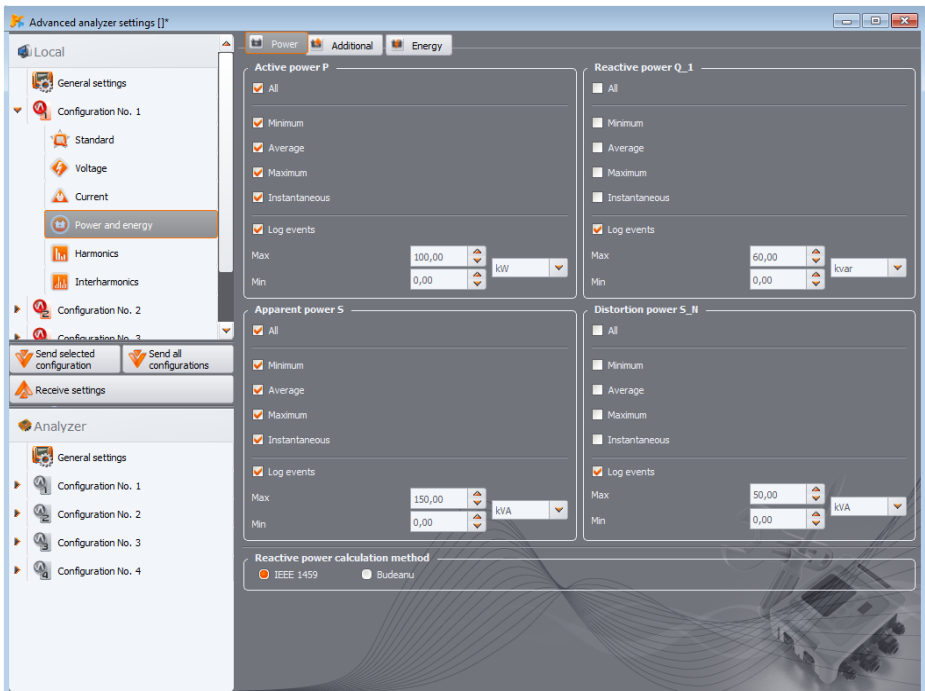 Advanced analyzer settings []*
Local
General settings
Configuration No. 1
Standard
Voltage
Current
Power and energy
Harmonics
Interharmonics
Configuration No. 2
Configuration No. 3
Send selected
configuration
Send all
configurations
Receive settings
Analyzer
General settings
Configuration No. 1
Configuration No. 2
Configuration No. 3
Configuration No. 4
Power
Additional
Energy
Active power P
All
Minimum
Average
Maximum
Instantaneous
Log events
Max
100,00
kW
Min
0,00
Reactive power Q_1
All
Minimum
Average
Maximum
Instantaneous
Log events
Max
60,00
kvar
Min
0,00
Apparent power S
All
Minimum
Average
Maximum
Instantaneous
Log events
Max
150,00
kVA
Min
0,00
Distortion power S_N
All
Minimum
Average
Maximum
Instantaneous
Log events
Max
50,00
kVA
Min
0,00
Reactive power calculation method
IEEE 1459
Budeanu